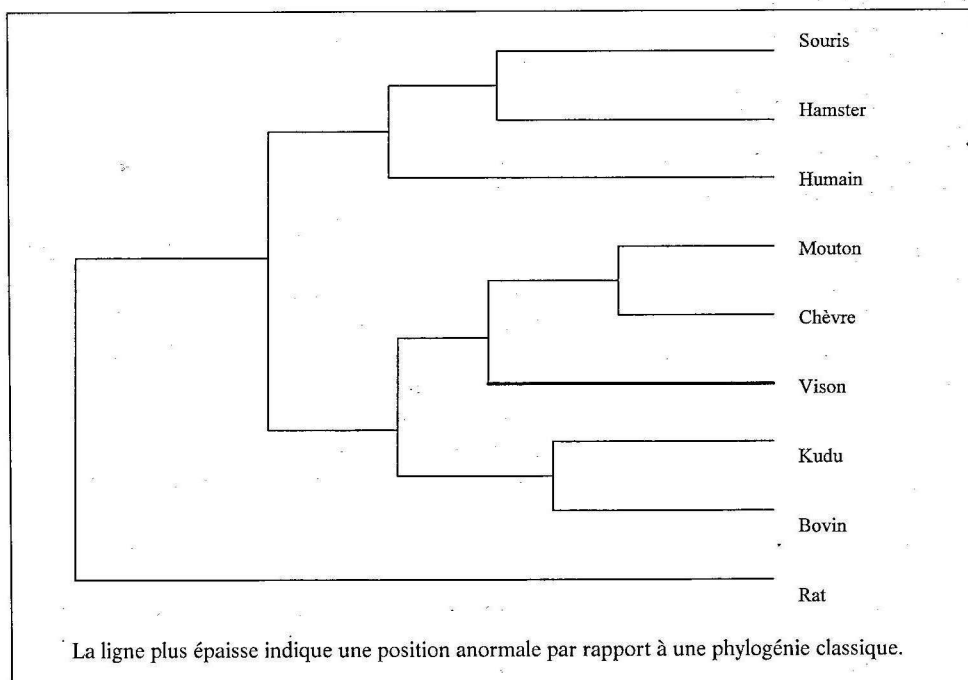 Souris
Hamster
Humain
Mouton
Chèvre
Vison
Kudu
Bovin
Rat
La ligne plus épaisse indique une position anormale par rapport à une phylogénie classique.